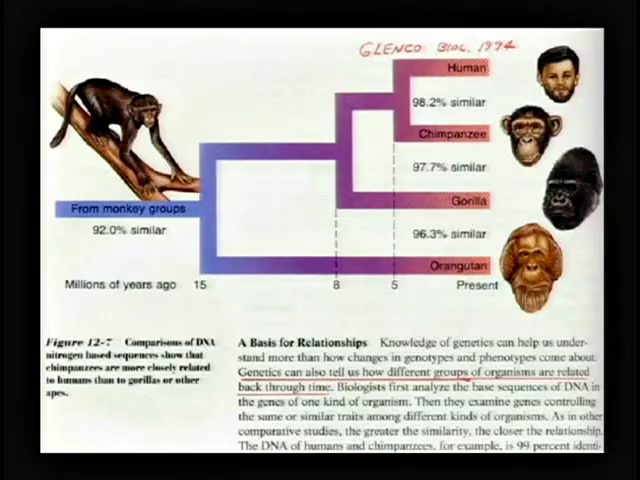 GLENCO BIOL. 1994
Human
98.2% similar
Chimpanzee
97.7% similar
From monkey groups
Gorilla
92.0% similar
96.3% similar
Orangutan
Millions of years ago 15 8 5 Present
Figure 12-7 Comparisons of DNA
nitrogen based sequences show that
chimpanzees are more closely related
to humans than to gorillas or other
apes.
A Basis for Relationships Knowledge of genetics can help us under-
stand more than how changes in genotypes and phenotypes come about.
Genetics can also tell us how different groups of organisms are related
back through time. Biologists first analyze the base sequences of DNA in
the genes of one kind of organism. Then they examine genes controlling
the same or similar traits among different kinds of organisms. As in other
comparative studies, the greater the similarity, the closer the relationship.
The DNA of humans and chimpanzees, for example, is 99 percent identi-